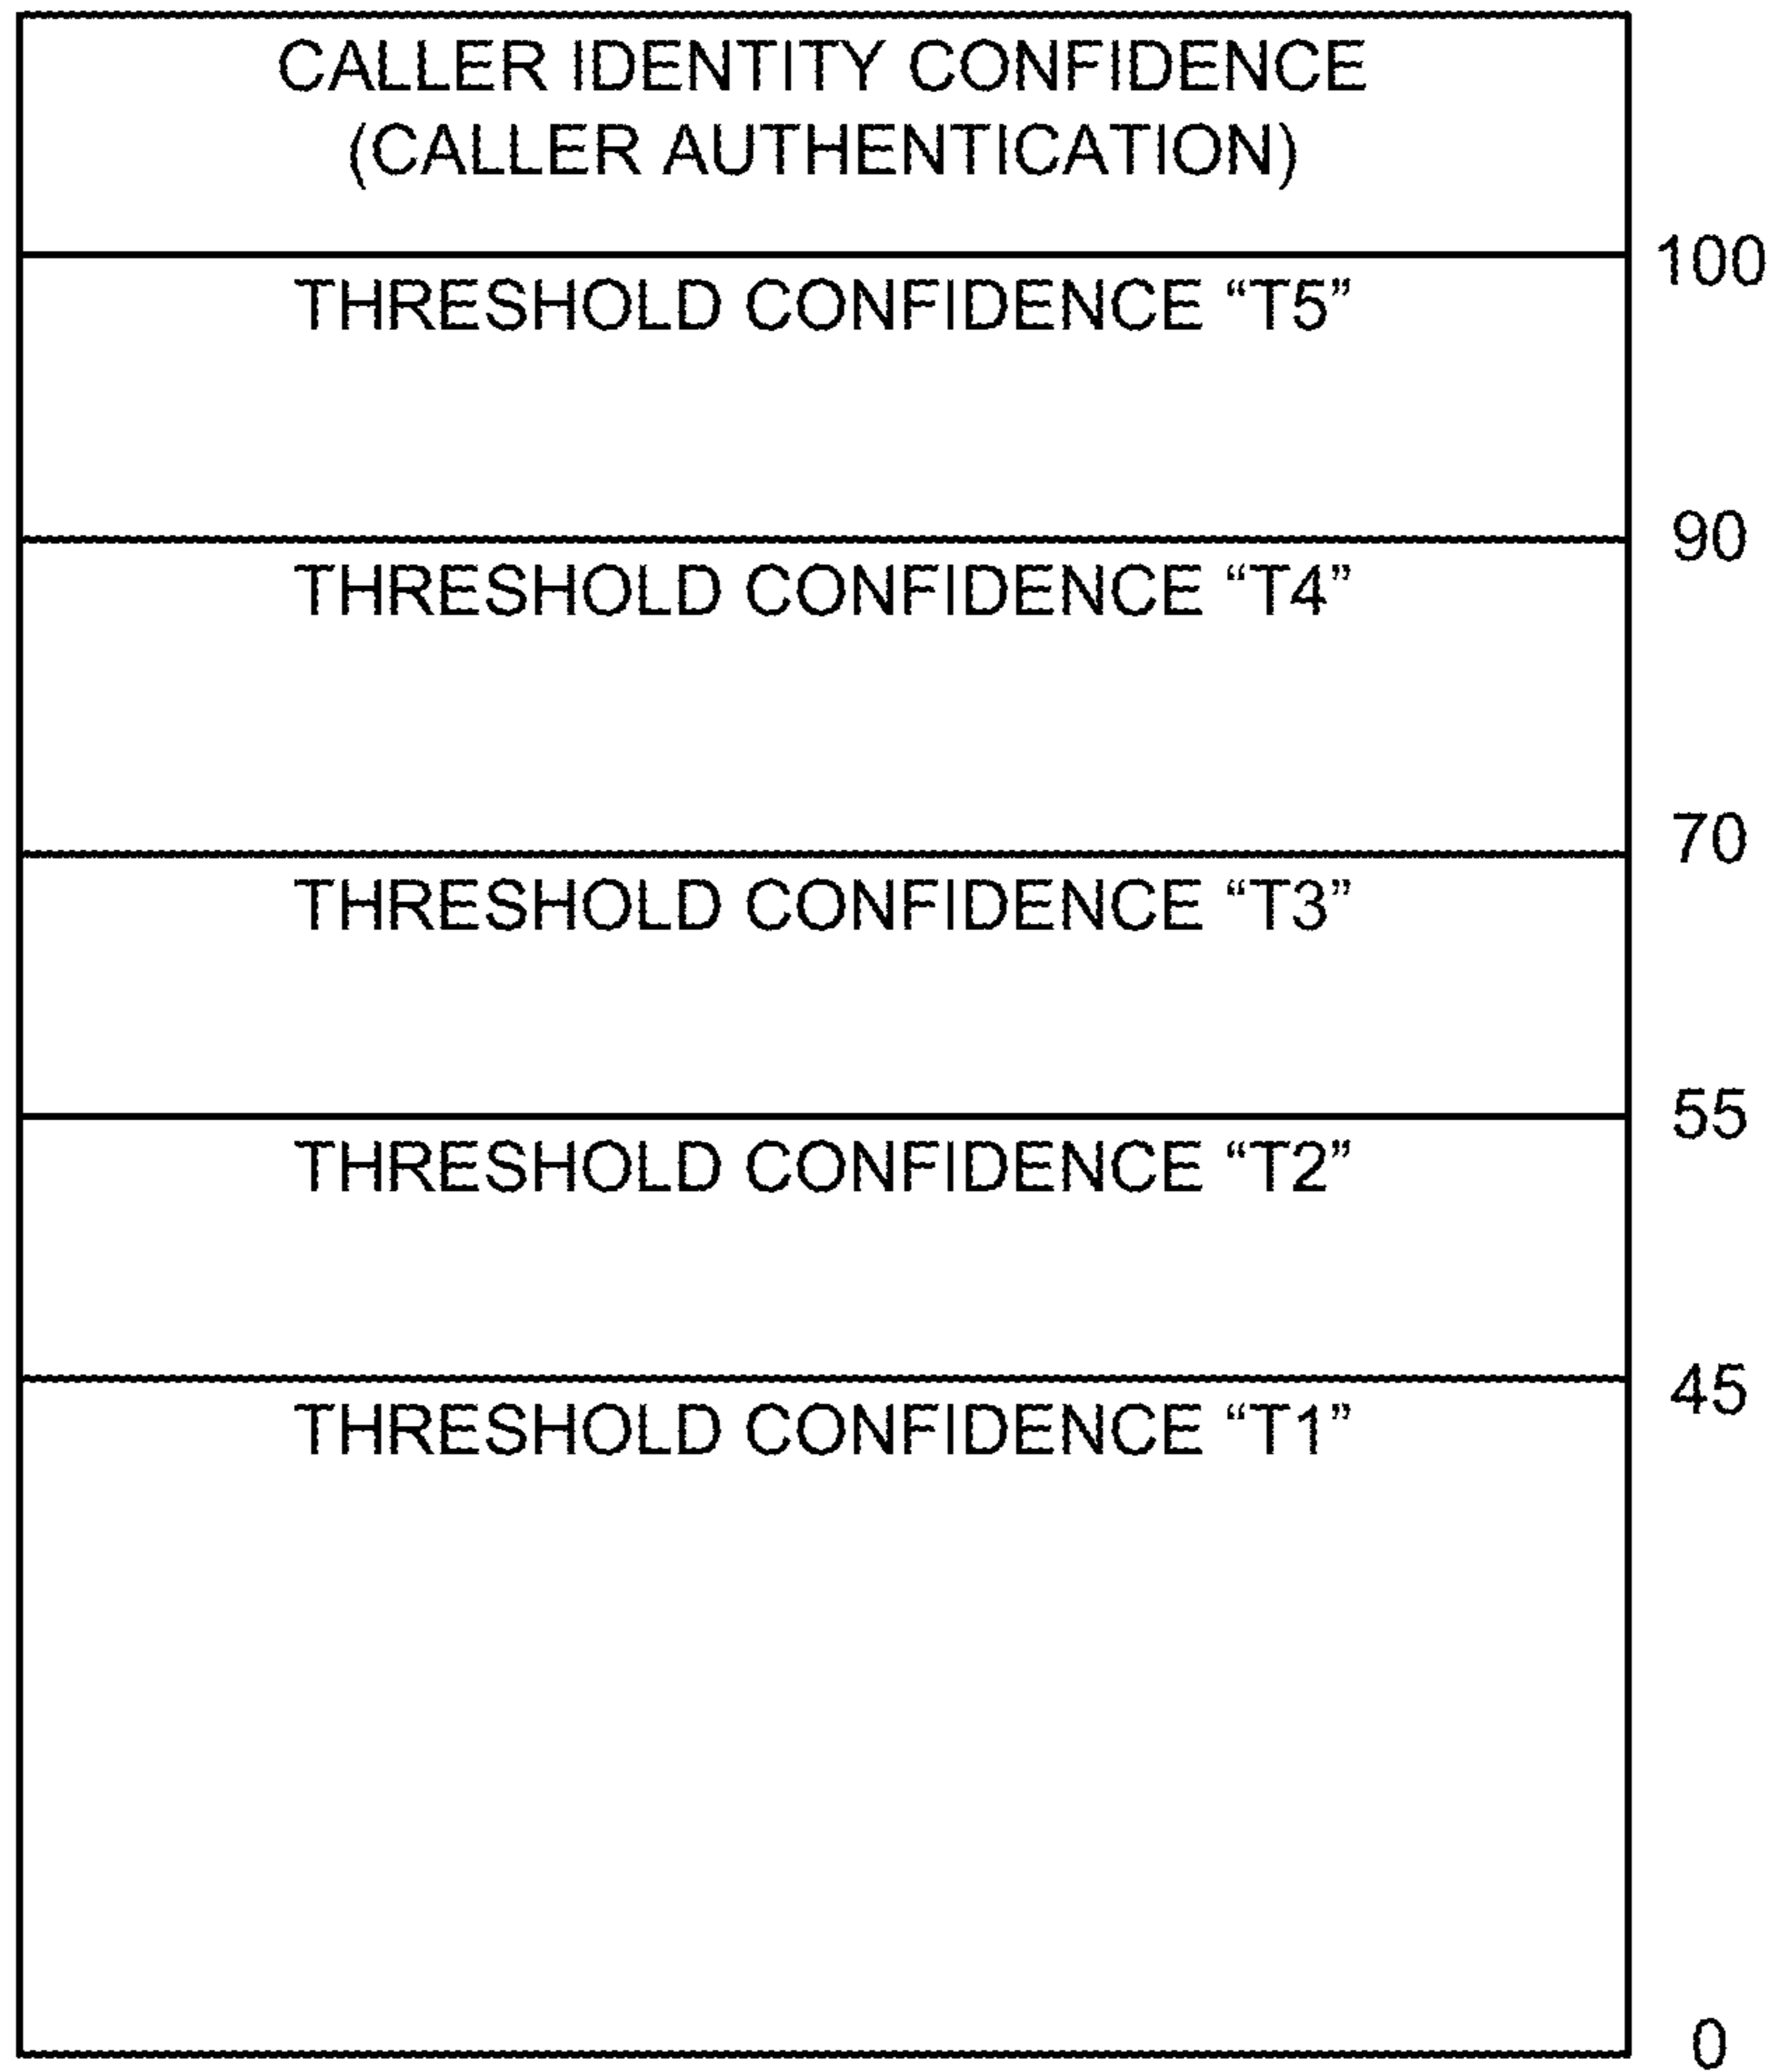 CALLER IDENTITY CONFIDENCE
(CALLER AUTHENTICATION)
100
THRESHOLD CONFIDENCE “T5”
90
THRESHOLD CONFIDENCE “T4”
70
THRESHOLD CONFIDENCE “T3”
55
THRESHOLD CONFIDENCE “T2”
45
THRESHOLD CONFIDENCE “T1”
0